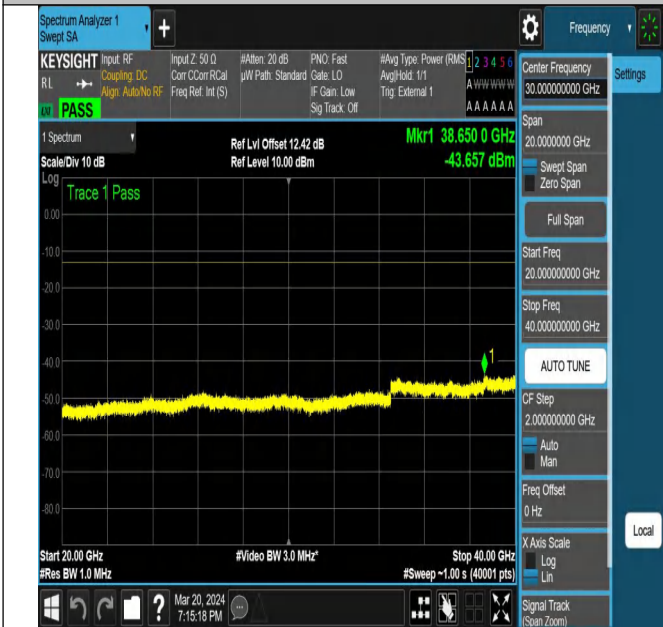 Spectrum Analyzer 1
Swept SA
+
Frequency
KEYSIGHT
RL
PASS
Input: RF
Coupling: DC
Align: Auto/No RF
Input Z: 50 Ω
Corr CCorr RCal
Freq Ref: Int (S)
#Atten: 20 dB
µW Path: Standard
PNO: Fast
Gate: LO
IF Gain: Low
Sig Track: Off
#Avg Type: Power (RMS
Avg|Hold: 1/1
Trig: External 1
1 2 3 4 5 6
A W W W W W
A A A A A A
1 Spectrum
Scale/Div 10 dB
Ref Lvl Offset 12.42 dB
Ref Level 10.00 dBm
Mkr1 38.650 0 GHz
-43.657 dBm
Log
Trace 1 Pass
0.00
-10.0
-20.0
-30.0
-40.0
-50.0
-60.0
-70.0
-80.0
1
Start 20.00 GHz
#Res BW 1.0 MHz
#Video BW 3.0 MHz*
Stop 40.00 GHz
#Sweep ~1.00 s (40001 pts)
Mar 20, 2024
7:15:18 PM
?
Center Frequency
30.000000000 GHz
Settings
Span
20.0000000 GHz
Swept Span
Zero Span
Full Span
Start Freq
20.000000000 GHz
Stop Freq
40.000000000 GHz
AUTO TUNE
CF Step
2.000000000 GHz
Auto
Man
Freq Offset
0 Hz
X Axis Scale
Log
Lin
Local
Signal Track
(Span Zoom)